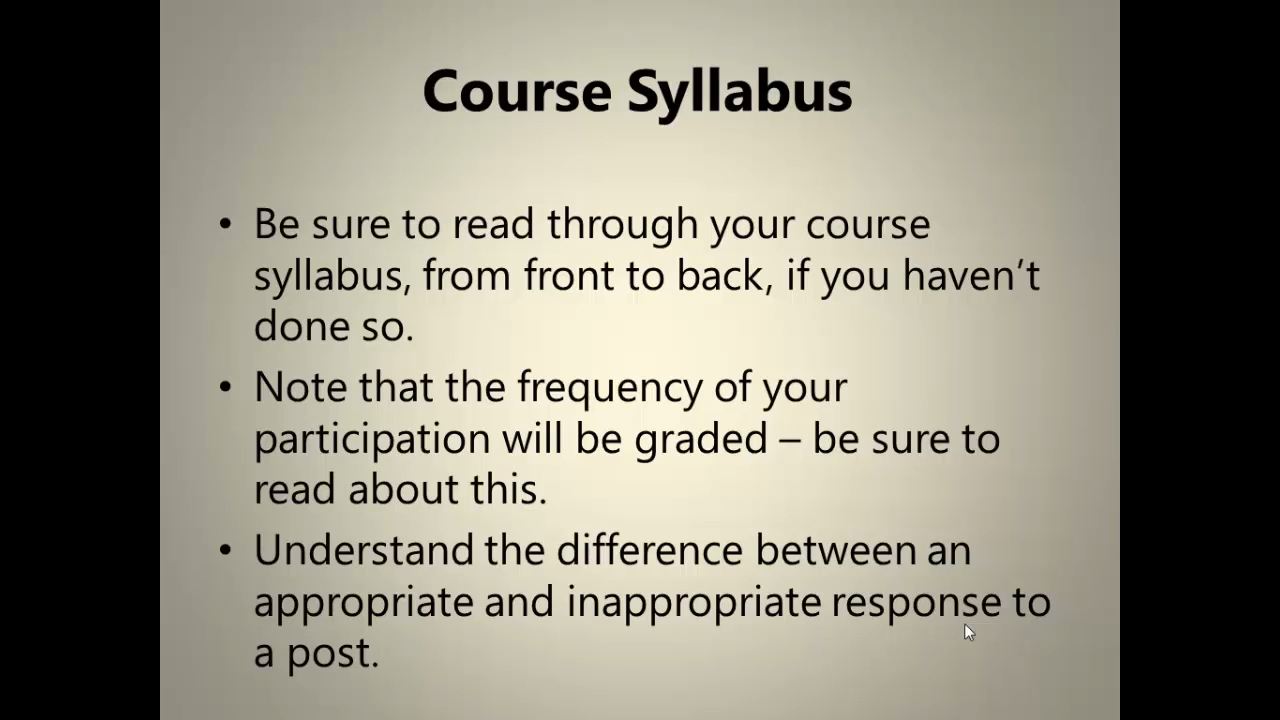 Course Syllabus
• Be sure to read through your course
syllabus, from front to back, if you haven’t
done so.
• Note that the frequency of your
participation will be graded – be sure to
read about this.
• Understand the difference between an
appropriate and inappropriate response to
a post.